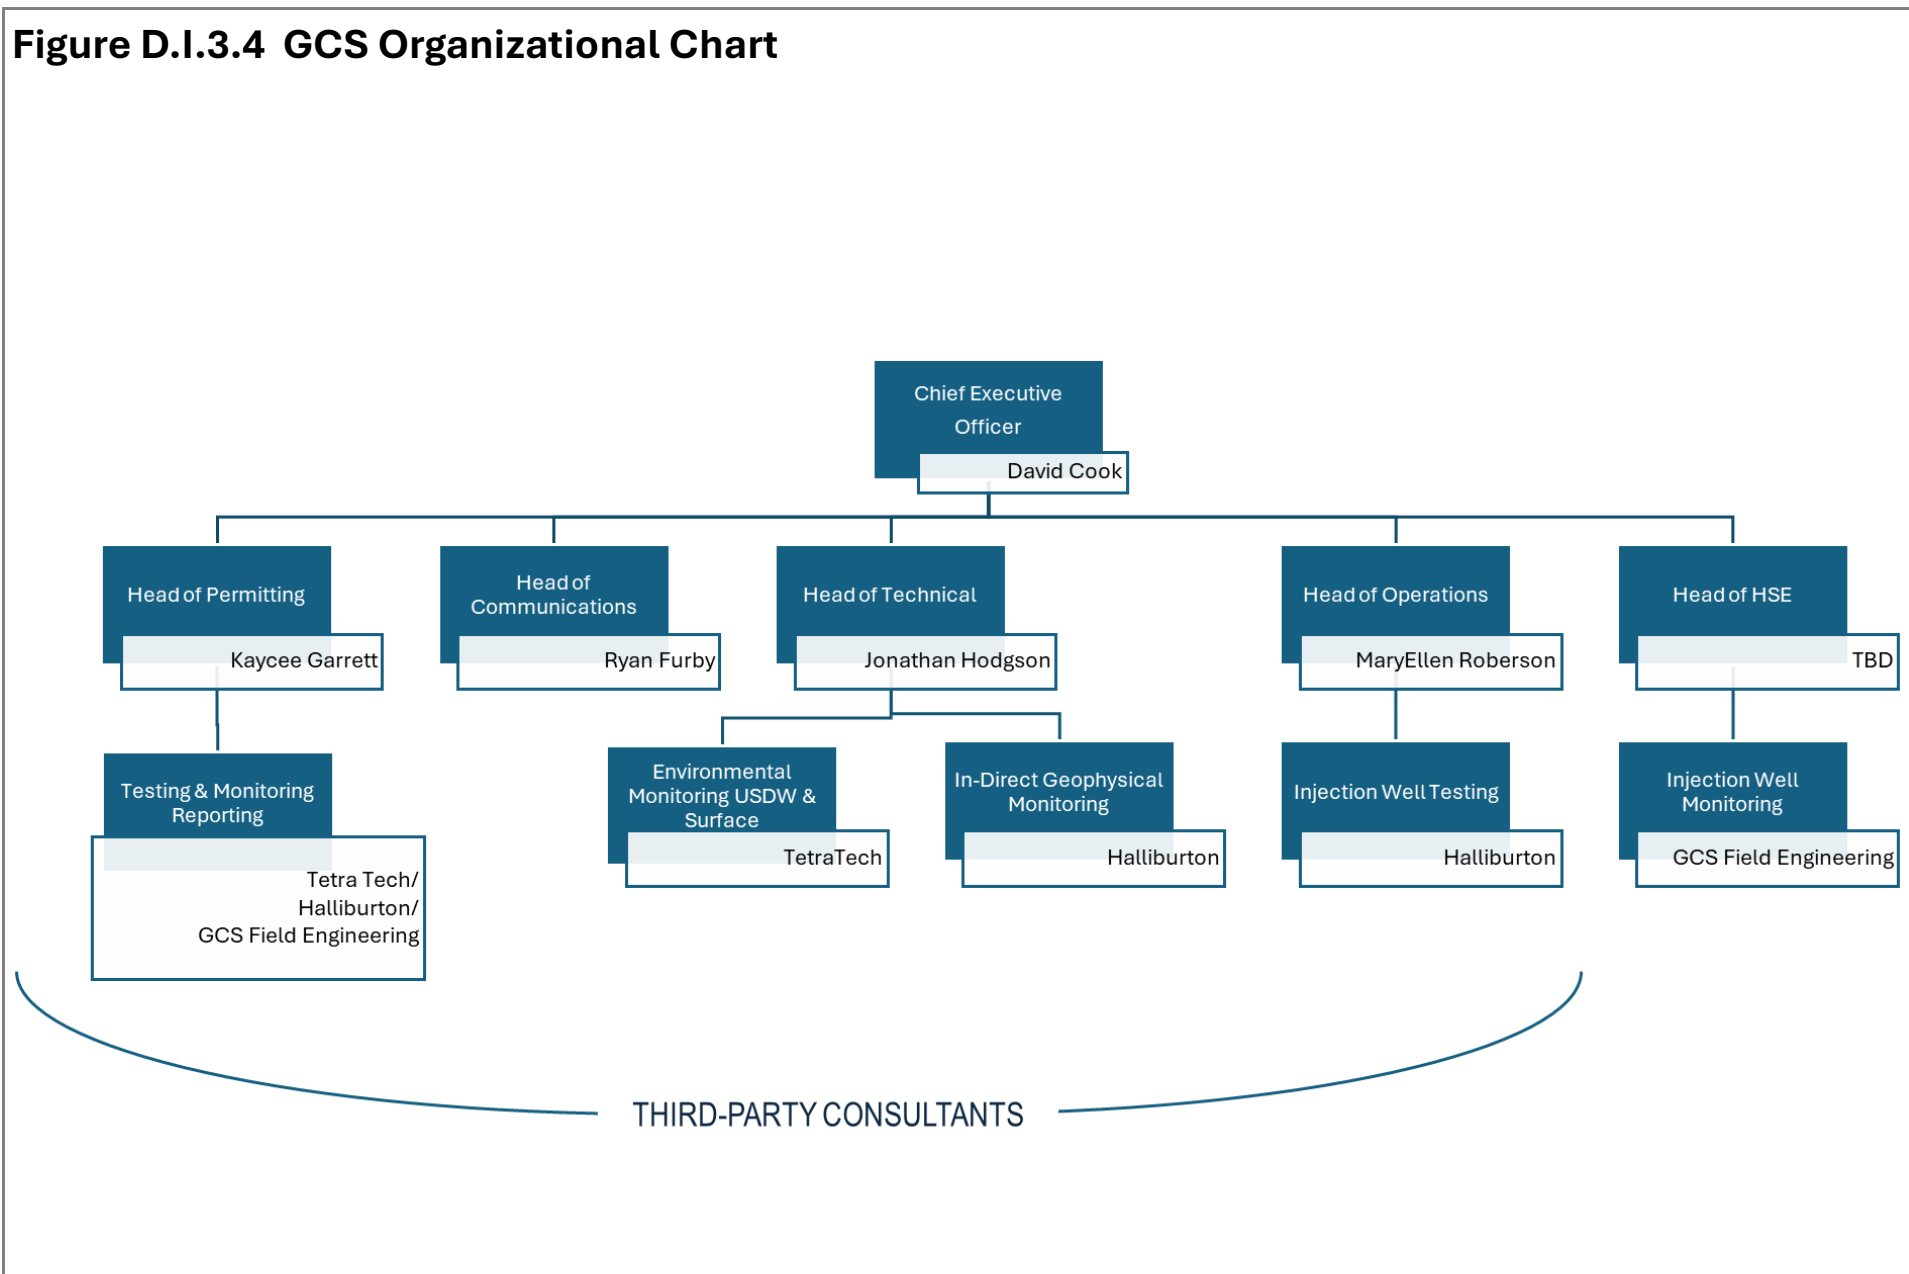 Figure D.I.3.4  GCS Organizational Chart
Chief Executive
Officer
David Cook
Head of Permitting
Kaycee Garrett
Head of
Communications
Ryan Furby
Head of Technical
Jonathan Hodgson
Head of Operations
MaryEllen Roberson
Head of HSE
TBD
Testing & Monitoring
Reporting
Tetra Tech/
Halliburton/
GCS Field Engineering
Environmental
Monitoring USDW &
Surface
TetraTech
In-Direct Geophysical
Monitoring
Halliburton
Injection Well Testing
Halliburton
Injection Well
Monitoring
GCS Field Engineering
THIRD-PARTY CONSULTANTS